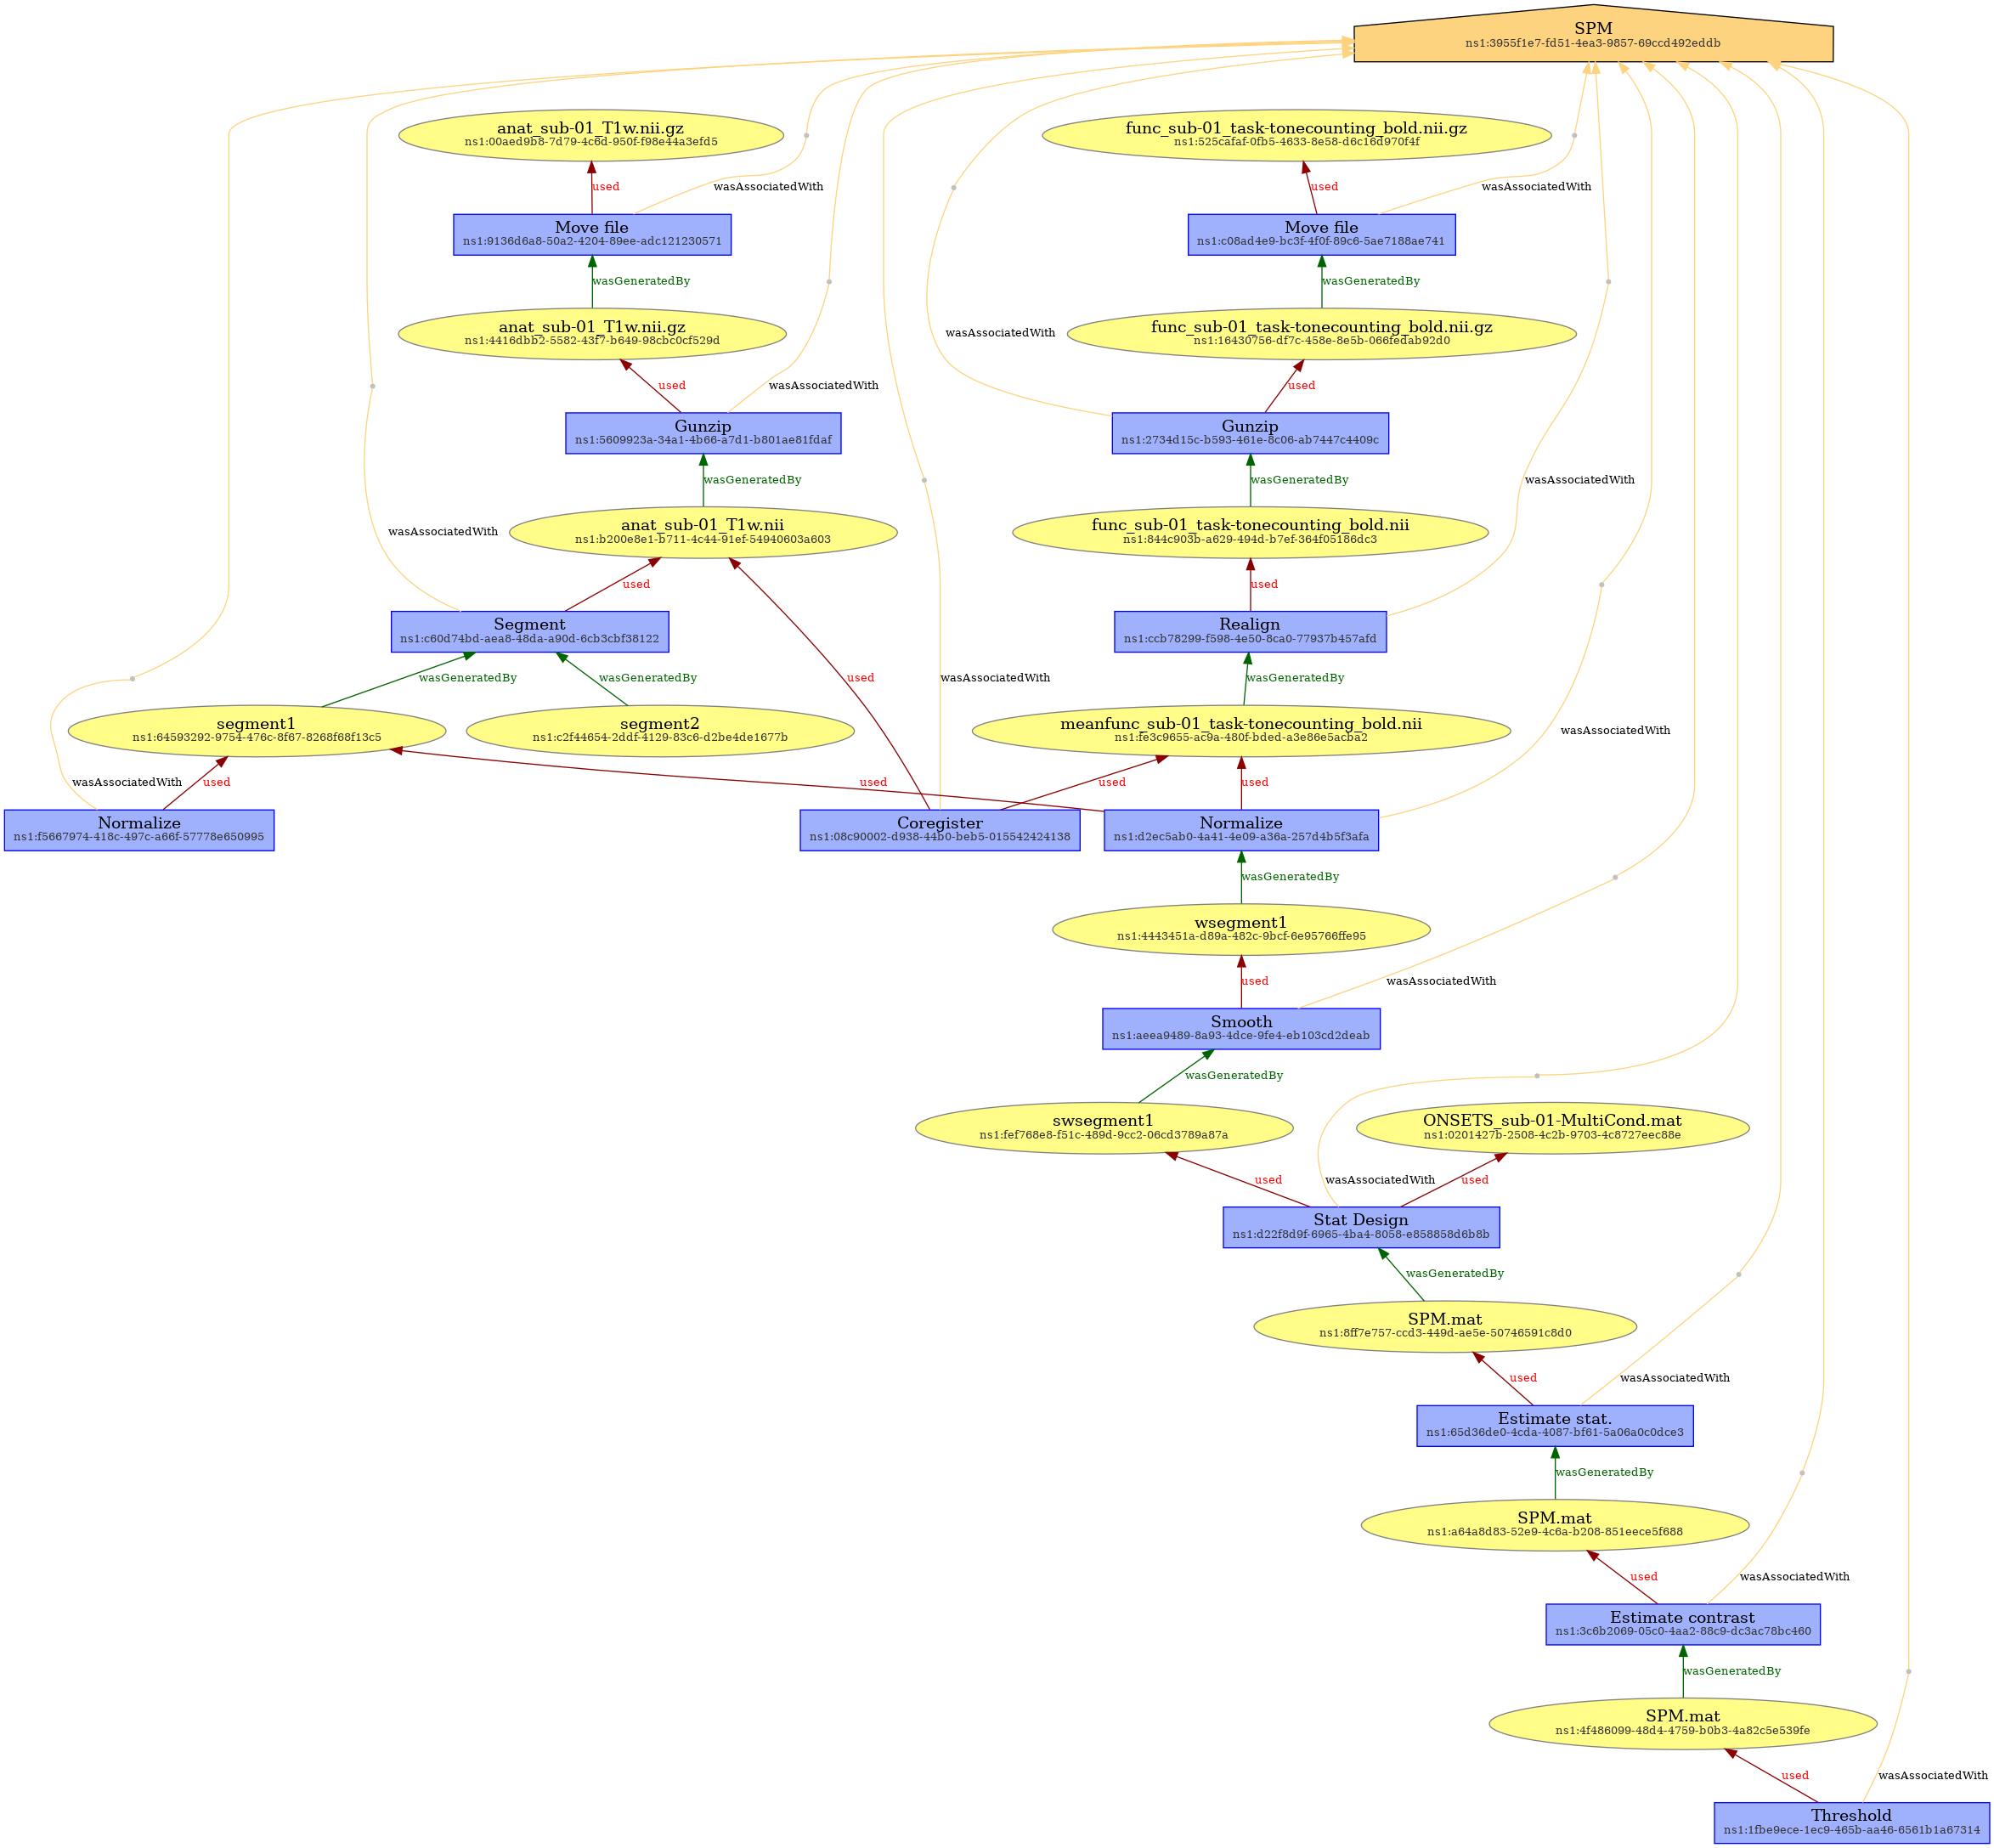 SPM
ns1:3955f1e7-fd51-4ea3-9857-69ccd492eddb
anat_sub-01_T1w.nii.gz
ns1:00aed9b8-7d79-4c6d-950f-f98e44a3efd5
func_sub-01_task-tonecounting_bold.nii.gz
ns1:525cafaf-0fb5-4633-8e58-d6c16d970f4f
used
wasAssociatedWith
used
wasAssociatedWith
Move file
ns1:9136d6a8-50a2-4204-89ee-adc121230571
Move file
ns1:c08ad4e9-bc3f-4f0f-89c6-5ae7188ae741
wasGeneratedBy
wasGeneratedBy
anat_sub-01_T1w.nii.gz
ns1:4416dbb2-5582-43f7-b649-98cbc0cf529d
wasAssociatedWith
func_sub-01_task-tonecounting_bold.nii.gz
ns1:16430756-df7c-458e-8e5b-066fedab92d0
used
wasAssociatedWith
used
Gunzip
ns1:5609923a-34a1-4b66-a7d1-b801ae81fdaf
Gunzip
ns1:2734d15c-b593-461e-8c06-ab7447c4409c
wasGeneratedBy
wasGeneratedBy
wasAssociatedWith
wasAssociatedWith
anat_sub-01_T1w.nii
ns1:b200e8e1-b711-4c44-91ef-54940603a603
func_sub-01_task-tonecounting_bold.nii
ns1:844c903b-a629-494d-b7ef-364f05186dc3
used
used
Segment
ns1:c60d74bd-aea8-48da-a90d-6cb3cbf38122
Realign
ns1:ccb78299-f598-4e50-8ca0-77937b457afd
wasGeneratedBy
wasGeneratedBy
used
wasAssociatedWith
wasGeneratedBy
segment1
ns1:64593292-9754-476c-8f67-8268f68f13c5
segment2
ns1:c2f44654-2ddf-4129-83c6-d2be4de1677b
meanfunc_sub-01_task-tonecounting_bold.nii
ns1:fe3c9655-ac9a-480f-bded-a3e86e5acba2
wasAssociatedWith
wasAssociatedWith
used
used
used
used
Normalize
ns1:f5667974-418c-497c-a66f-57778e650995
Coregister
ns1:08c90002-d938-44b0-beb5-015542424138
Normalize
ns1:d2ec5ab0-4a41-4e09-a36a-257d4b5f3afa
wasGeneratedBy
wsegment1
ns1:4443451a-d89a-482c-9bcf-6e95766ffe95
used
wasAssociatedWith
Smooth
ns1:aeea9489-8a93-4dce-9fe4-eb103cd2deab
wasGeneratedBy
swsegment1
ns1:fef768e8-f51c-489d-9cc2-06cd3789a87a
ONSETS_sub-01-MultiCond.mat
ns1:0201427b-2508-4c2b-9703-4c8727eec88e
used
wasAssociatedWith
used
Stat Design
ns1:d22f8d9f-6965-4ba4-8058-e858858d6b8b
wasGeneratedBy
SPM.mat
ns1:8ff7e757-ccd3-449d-ae5e-50746591c8d0
used
wasAssociatedWith
Estimate stat.
ns1:65d36de0-4cda-4087-bf61-5a06a0c0dce3
wasGeneratedBy
SPM.mat
ns1:a64a8d83-52e9-4c6a-b208-851eece5f688
used
wasAssociatedWith
Estimate contrast
ns1:3c6b2069-05c0-4aa2-88c9-dc3ac78bc460
wasGeneratedBy
SPM.mat
ns1:4f486099-48d4-4759-b0b3-4a82c5e539fe
used
wasAssociatedWith
Threshold
ns1:1fbe9ece-1ec9-465b-aa46-6561b1a67314